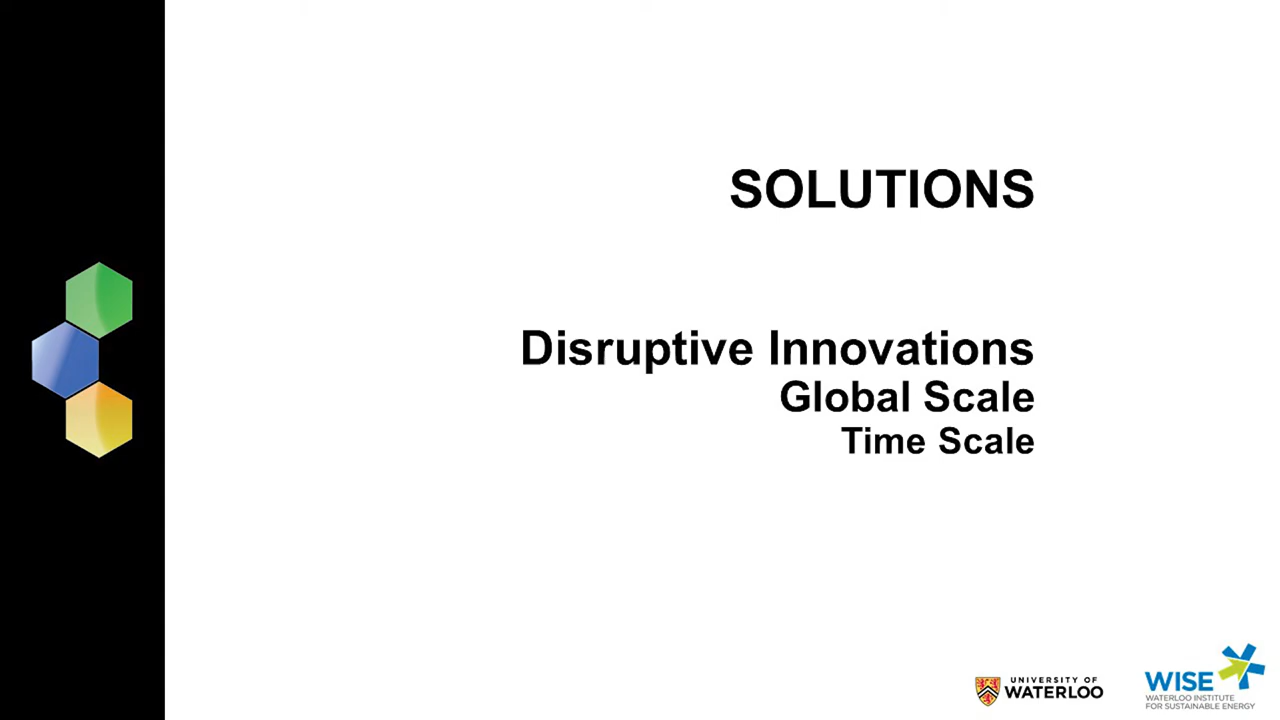 SOLUTIONS
Disruptive Innovations
Global Scale
Time Scale
UNIVERSITY OF
WATERLOO
WISE
WATERLOO INSTITUTE
FOR SUSTAINABLE ENERGY